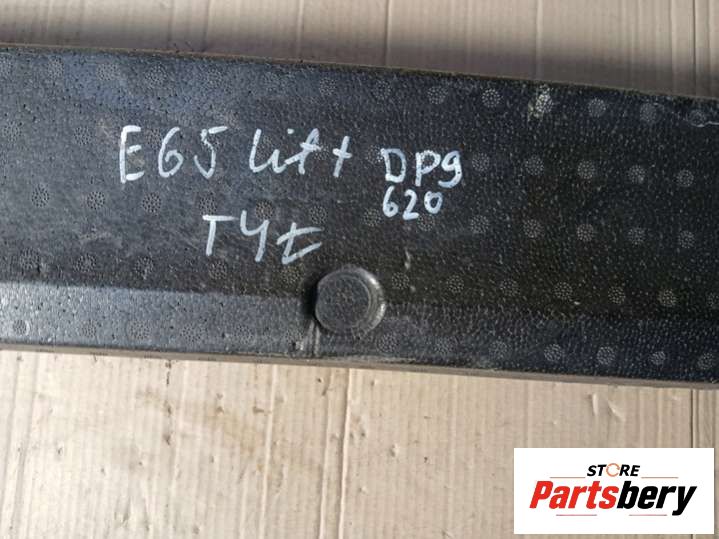 E65 lift DPg
620
TYŁ
STORE
Partsbery